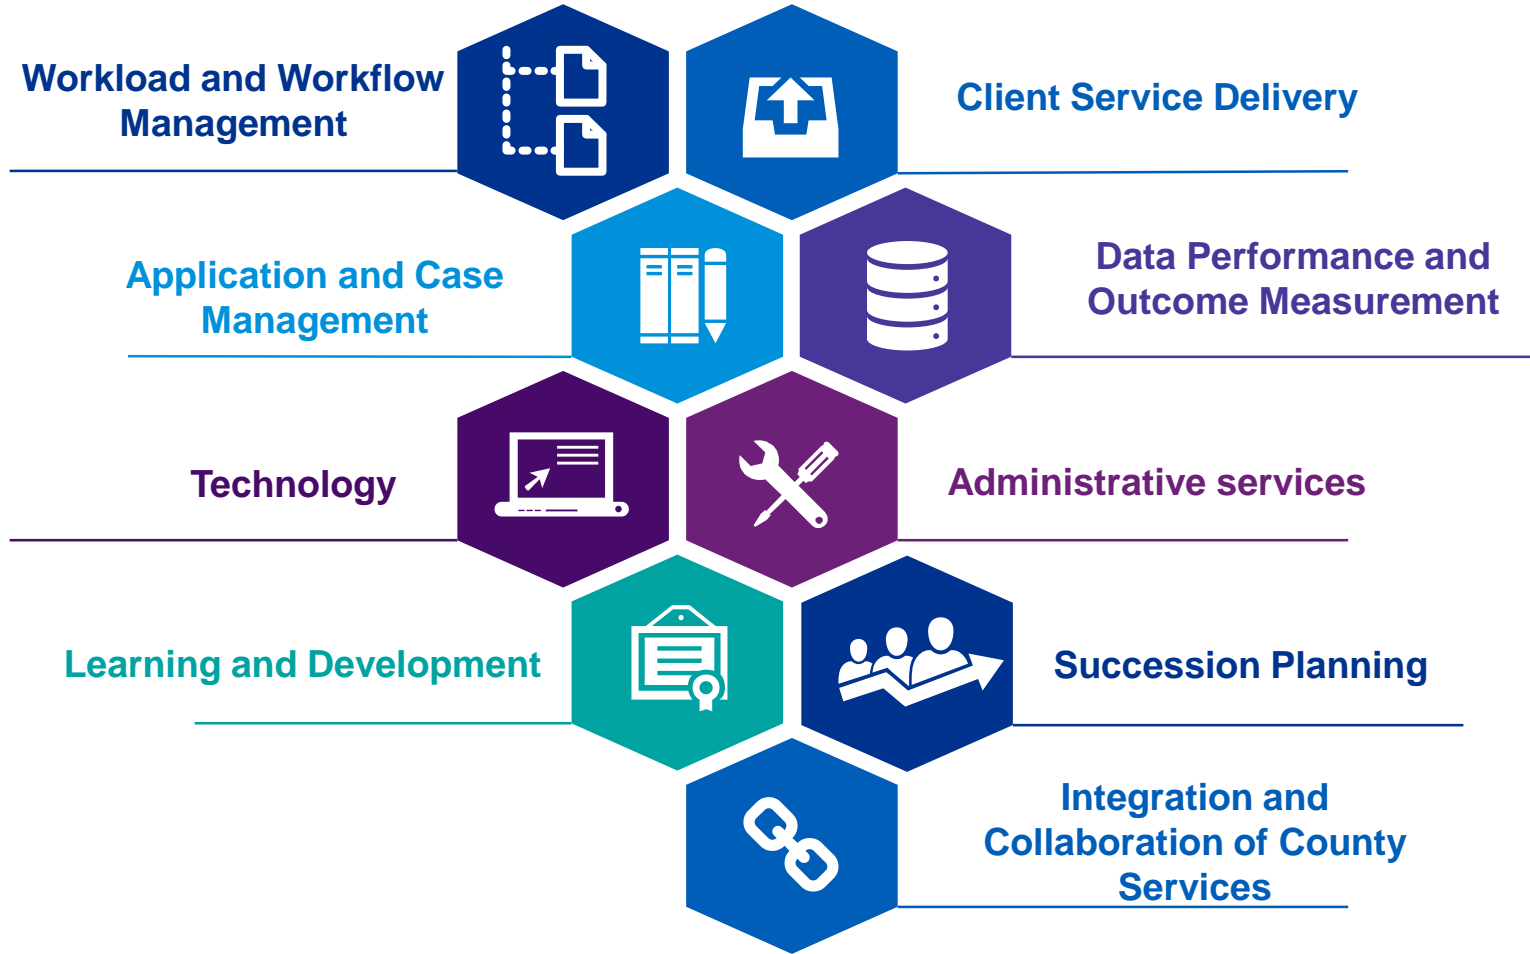 Workload and Workflow
Management
Client Service Delivery
Application and Case
Management
Data Performance and
Outcome Measurement
Technology
Administrative services
Learning and Development
Succession Planning
Integration and
Collaboration of County
Services